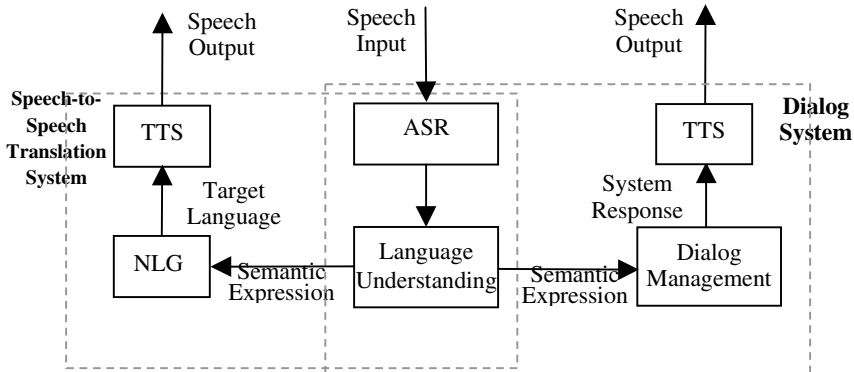 Speech
Output
Speech
Input
Speech
Output
Speech-to-
Speech
Translation
System
TTS
ASR
TTS
Dialog
System
Target
Language
System
Response
NLG
Semantic
Expression
Language
Understanding
Semantic
Expression
Dialog
Management